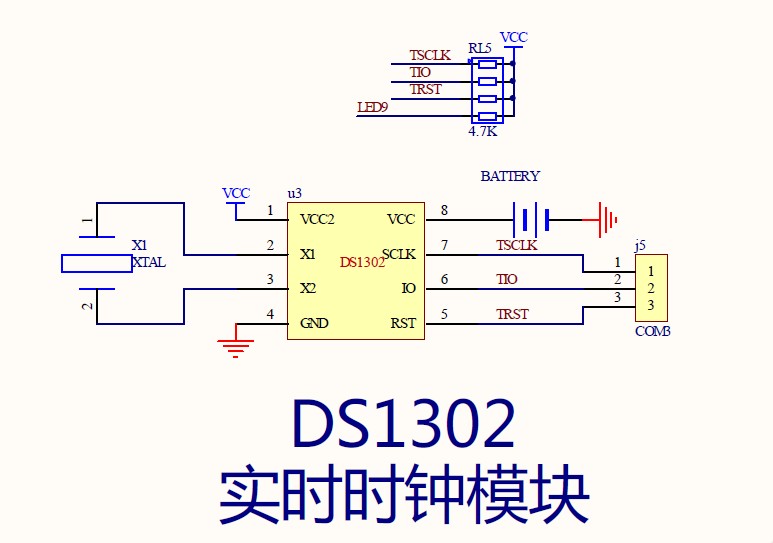 VCC
RL5
TSCLK
TIO
TRST
LED9
4.7K
BATTERY
VCC
u3
1
VCC2
VCC
8
1
X1
XTAL
2
2
X1
DS1302
SCLK
7
TSCLK
3
X2
IO
6
TIO
4
GND
RST
5
TRST
j5
1
1
2
2
3
3
COM3
DS1302
实时时钟模块